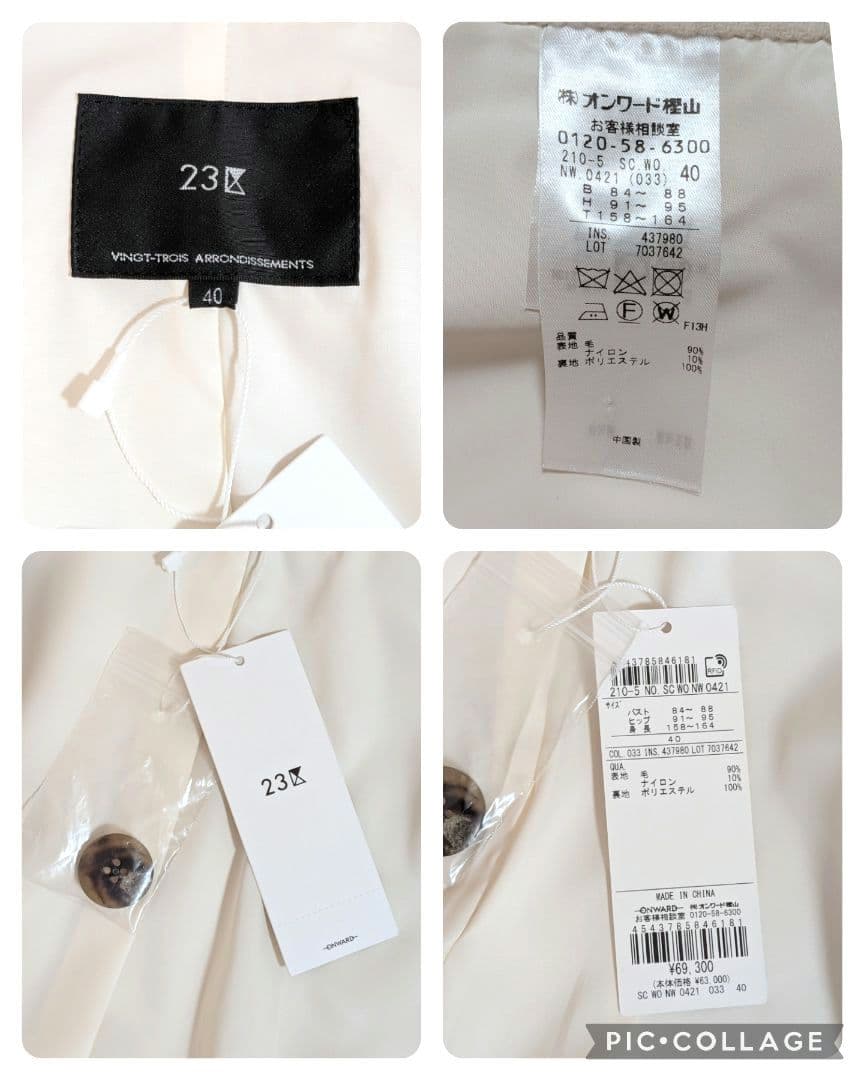 23区
VINGT-TROIS ARRONDISSEMENTS
40
㈱オンワード樫山
お客様相談室
0120-58-6300
210-5 SC.WO.
NW.0421 (033) 40
B 84~ 88
H 91~ 95
T 158~164
INS. 437980
LOT 7037642
F
W
F13H
品質
表地 毛 90%
ナイロン 10%
裏地 ポリエステル 100%
中国製
23区
-ONWARD-
4543785846181
RFID
210-5 NO. SC WO NW 0421
サイズ
バスト 84~ 88
ヒップ 91~ 95
身長 158~164
40
COL. 033 INS. 437980 LOT 7037642
QUA.
表地 毛 90%
ナイロン 10%
裏地 ポリエステル 100%
MADE IN CHINA
-ONWARD- ㈱オンワード樫山
お客様相談室 0120-58-6300
4543785846181
¥69,300
(本体価格 ¥63,000)
SC WO NW 0421 033 40
PIC•COLLAGE